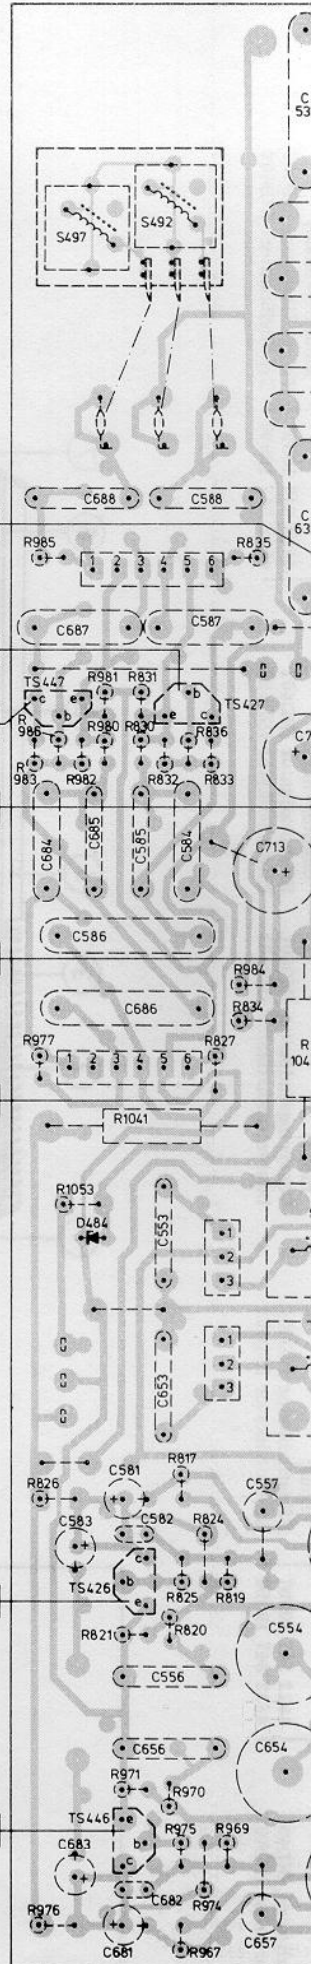 C
53
S497
S492
C688
C588
C
63
R985
1 2 3 4 5 6
R835
C687
C587
TS447
R981
R831
c e
b
b
e c
TS427
R
986
R980
R830
R836
R
983
R982
R832
R833
C7
+
C684
C685
C585
C584
C713
+
C586
R984
C686
R834
R
104
R977
R827
1 2 3 4 5 6
R1041
R1053
D484
C553
1
2
3
C653
1
2
3
R817
R826
C581
C557
+
+
C583
C582
R824
+
c
b
e
TS426
R825
R819
R821
R820
C554
C556
C656
C654
R971
R970
TS446
e
b
c
R975
R969
C683
+
C682
R974
R976
+
C681
R967
C657
+